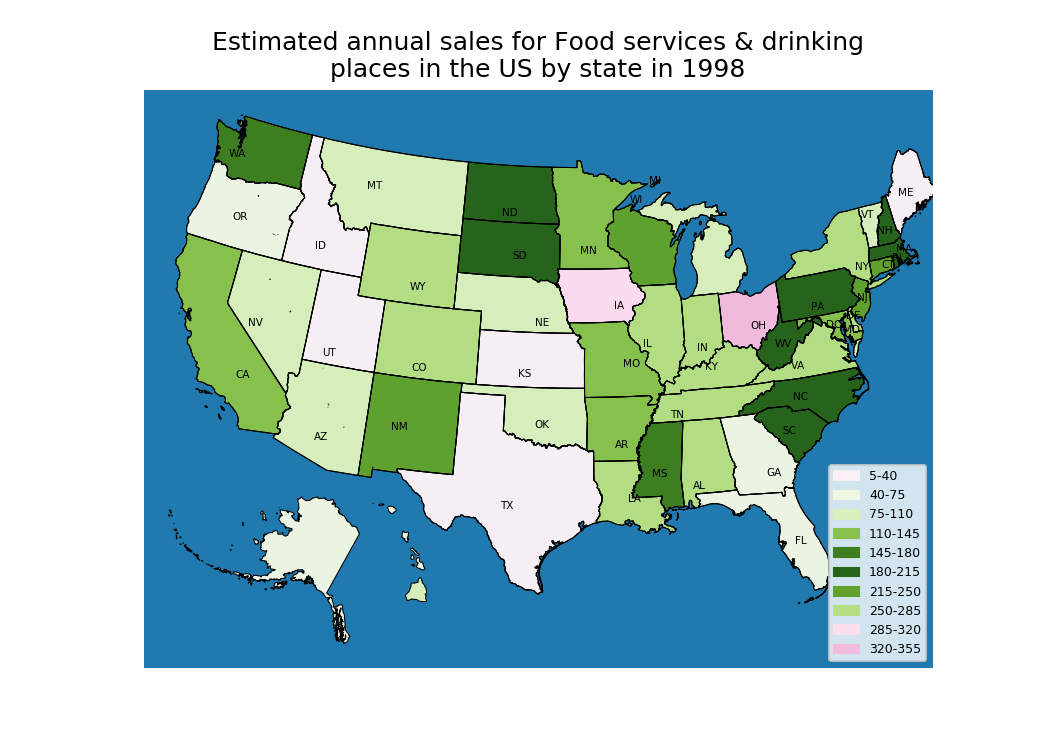 Estimated annual sales for Food services & drinking
places in the US by state in 1998
WA
MT
ND
MI
WI
ME
VT
OR
ID
SD
MN
NH
MA
WY
NY
CT
NE
IA
PA
NJ
NV
UT
CO
KS
MO
IL
IN
OH
KY
WV
VA
DC
MD
DE
CA
AZ
NM
OK
AR
TN
NC
SC
TX
LA
MS
AL
GA
FL
5-40
40-75
75-110
110-145
145-180
180-215
215-250
250-285
285-320
320-355